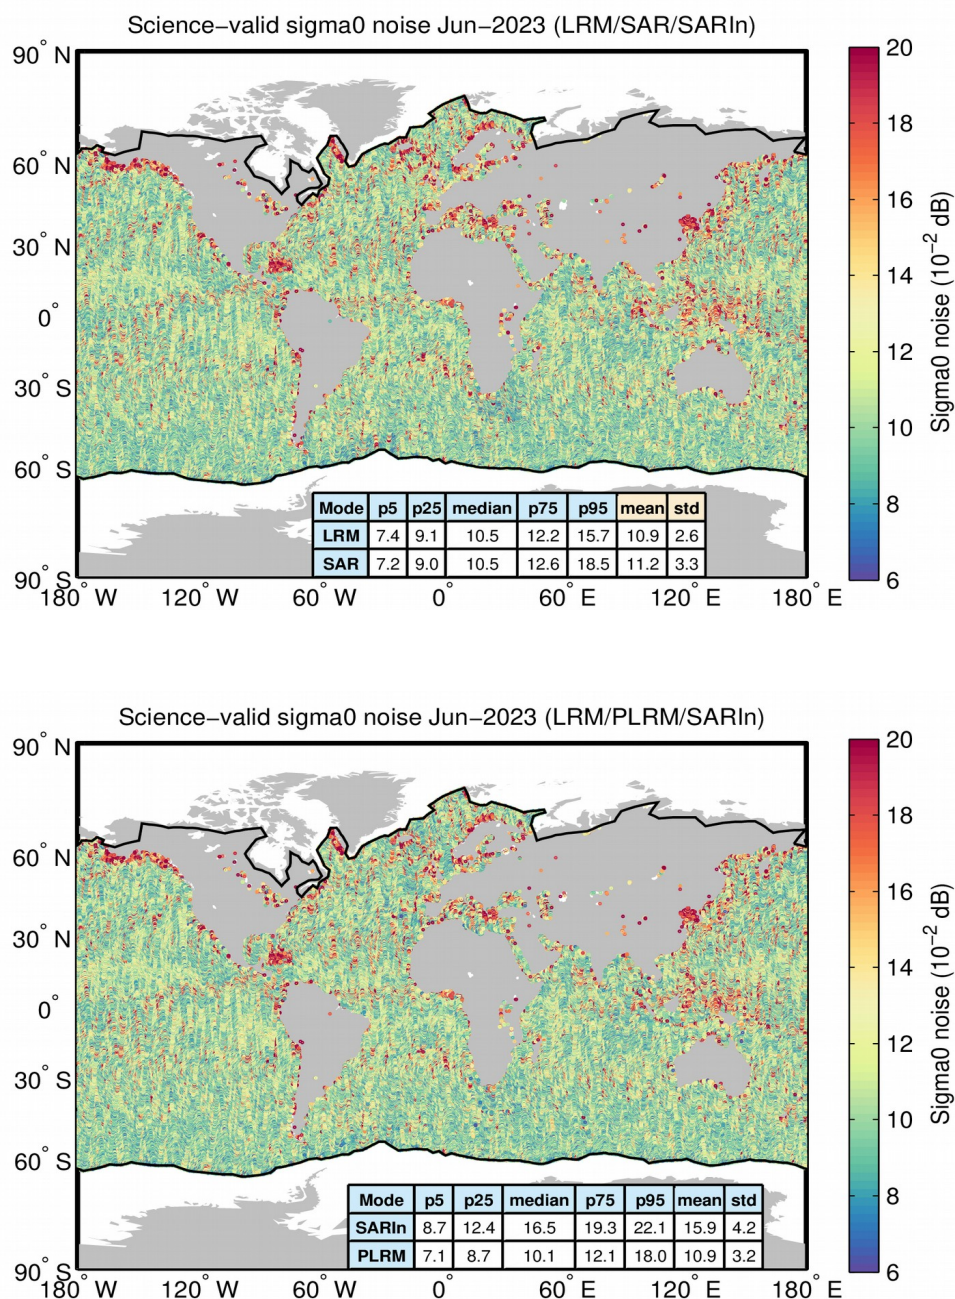 Science−valid sigma0 noise Jun−2023 (LRM/SAR/SARIn)
90° N
60° N
30° N
0°
30° S
60° S
90° S
180° W 120° W 60° W 0° 60° E 120° E 180° E
Mode p5 p25 median p75 p95 mean std
LRM 7.4 9.1 10.5 12.2 15.7 10.9 2.6
SAR 7.2 9.0 10.5 12.6 18.5 11.2 3.3
20
18
16
14
12
10
8
6
Sigma0 noise (10⁻² dB)
Science−valid sigma0 noise Jun−2023 (LRM/PLRM/SARIn)
90° N
60° N
30° N
0°
30° S
60° S
90° S
180° W 120° W 60° W 0° 60° E 120° E 180° E
Mode p5 p25 median p75 p95 mean std
SARIn 8.7 12.4 16.5 19.3 22.1 15.9 4.2
PLRM 7.1 8.7 10.1 12.1 18.0 10.9 3.2
20
18
16
14
12
10
8
6
Sigma0 noise (10⁻² dB)